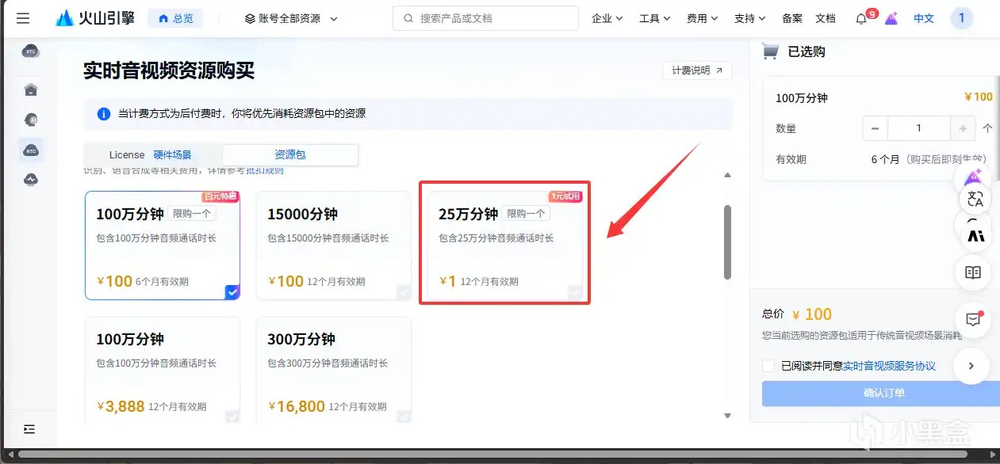 火山引擎
总览
账号全部资源
搜索产品或文档
企业
工具
费用
支持
备案
文档
9
中文
1
RTC
AI
RTC
实时音视频资源购买
计费说明
当计费方式为后付费时，你将优先消耗资源包中的资源
License 硬件场景
资源包
识别、语音合成等相关费用，详情参考抵扣规则
百元特惠
100万分钟 限购一个
包含100万分钟音频通话时长
¥100 6个月有效期
15000分钟
包含15000分钟音频通话时长
¥100 12个月有效期
1元试用
25万分钟 限购一个
包含25万分钟音频通话时长
¥1 12个月有效期
100万分钟
包含100万分钟音频通话时长
¥3,888 12个月有效期
300万分钟
包含300万分钟音频通话时长
¥16,800 12个月有效期
已选购
100万分钟 ¥100
数量 − 1 + 个
有效期 6 个月（购买后即刻生效）
文A
Ai
总价 ¥ 100
您当前选购的资源包适用于传统音视频场景消耗
已阅读并同意实时音视频服务协议
确认订单
小黑盒